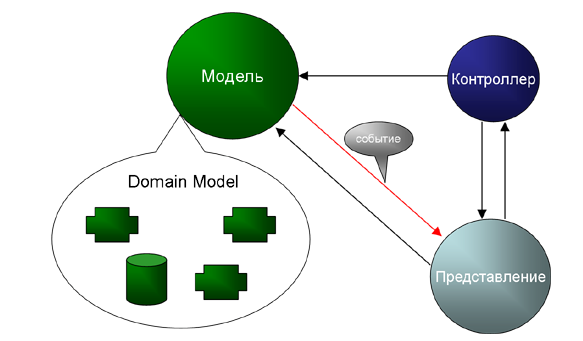 Модель
Контроллер
событие
Domain Model
Представление